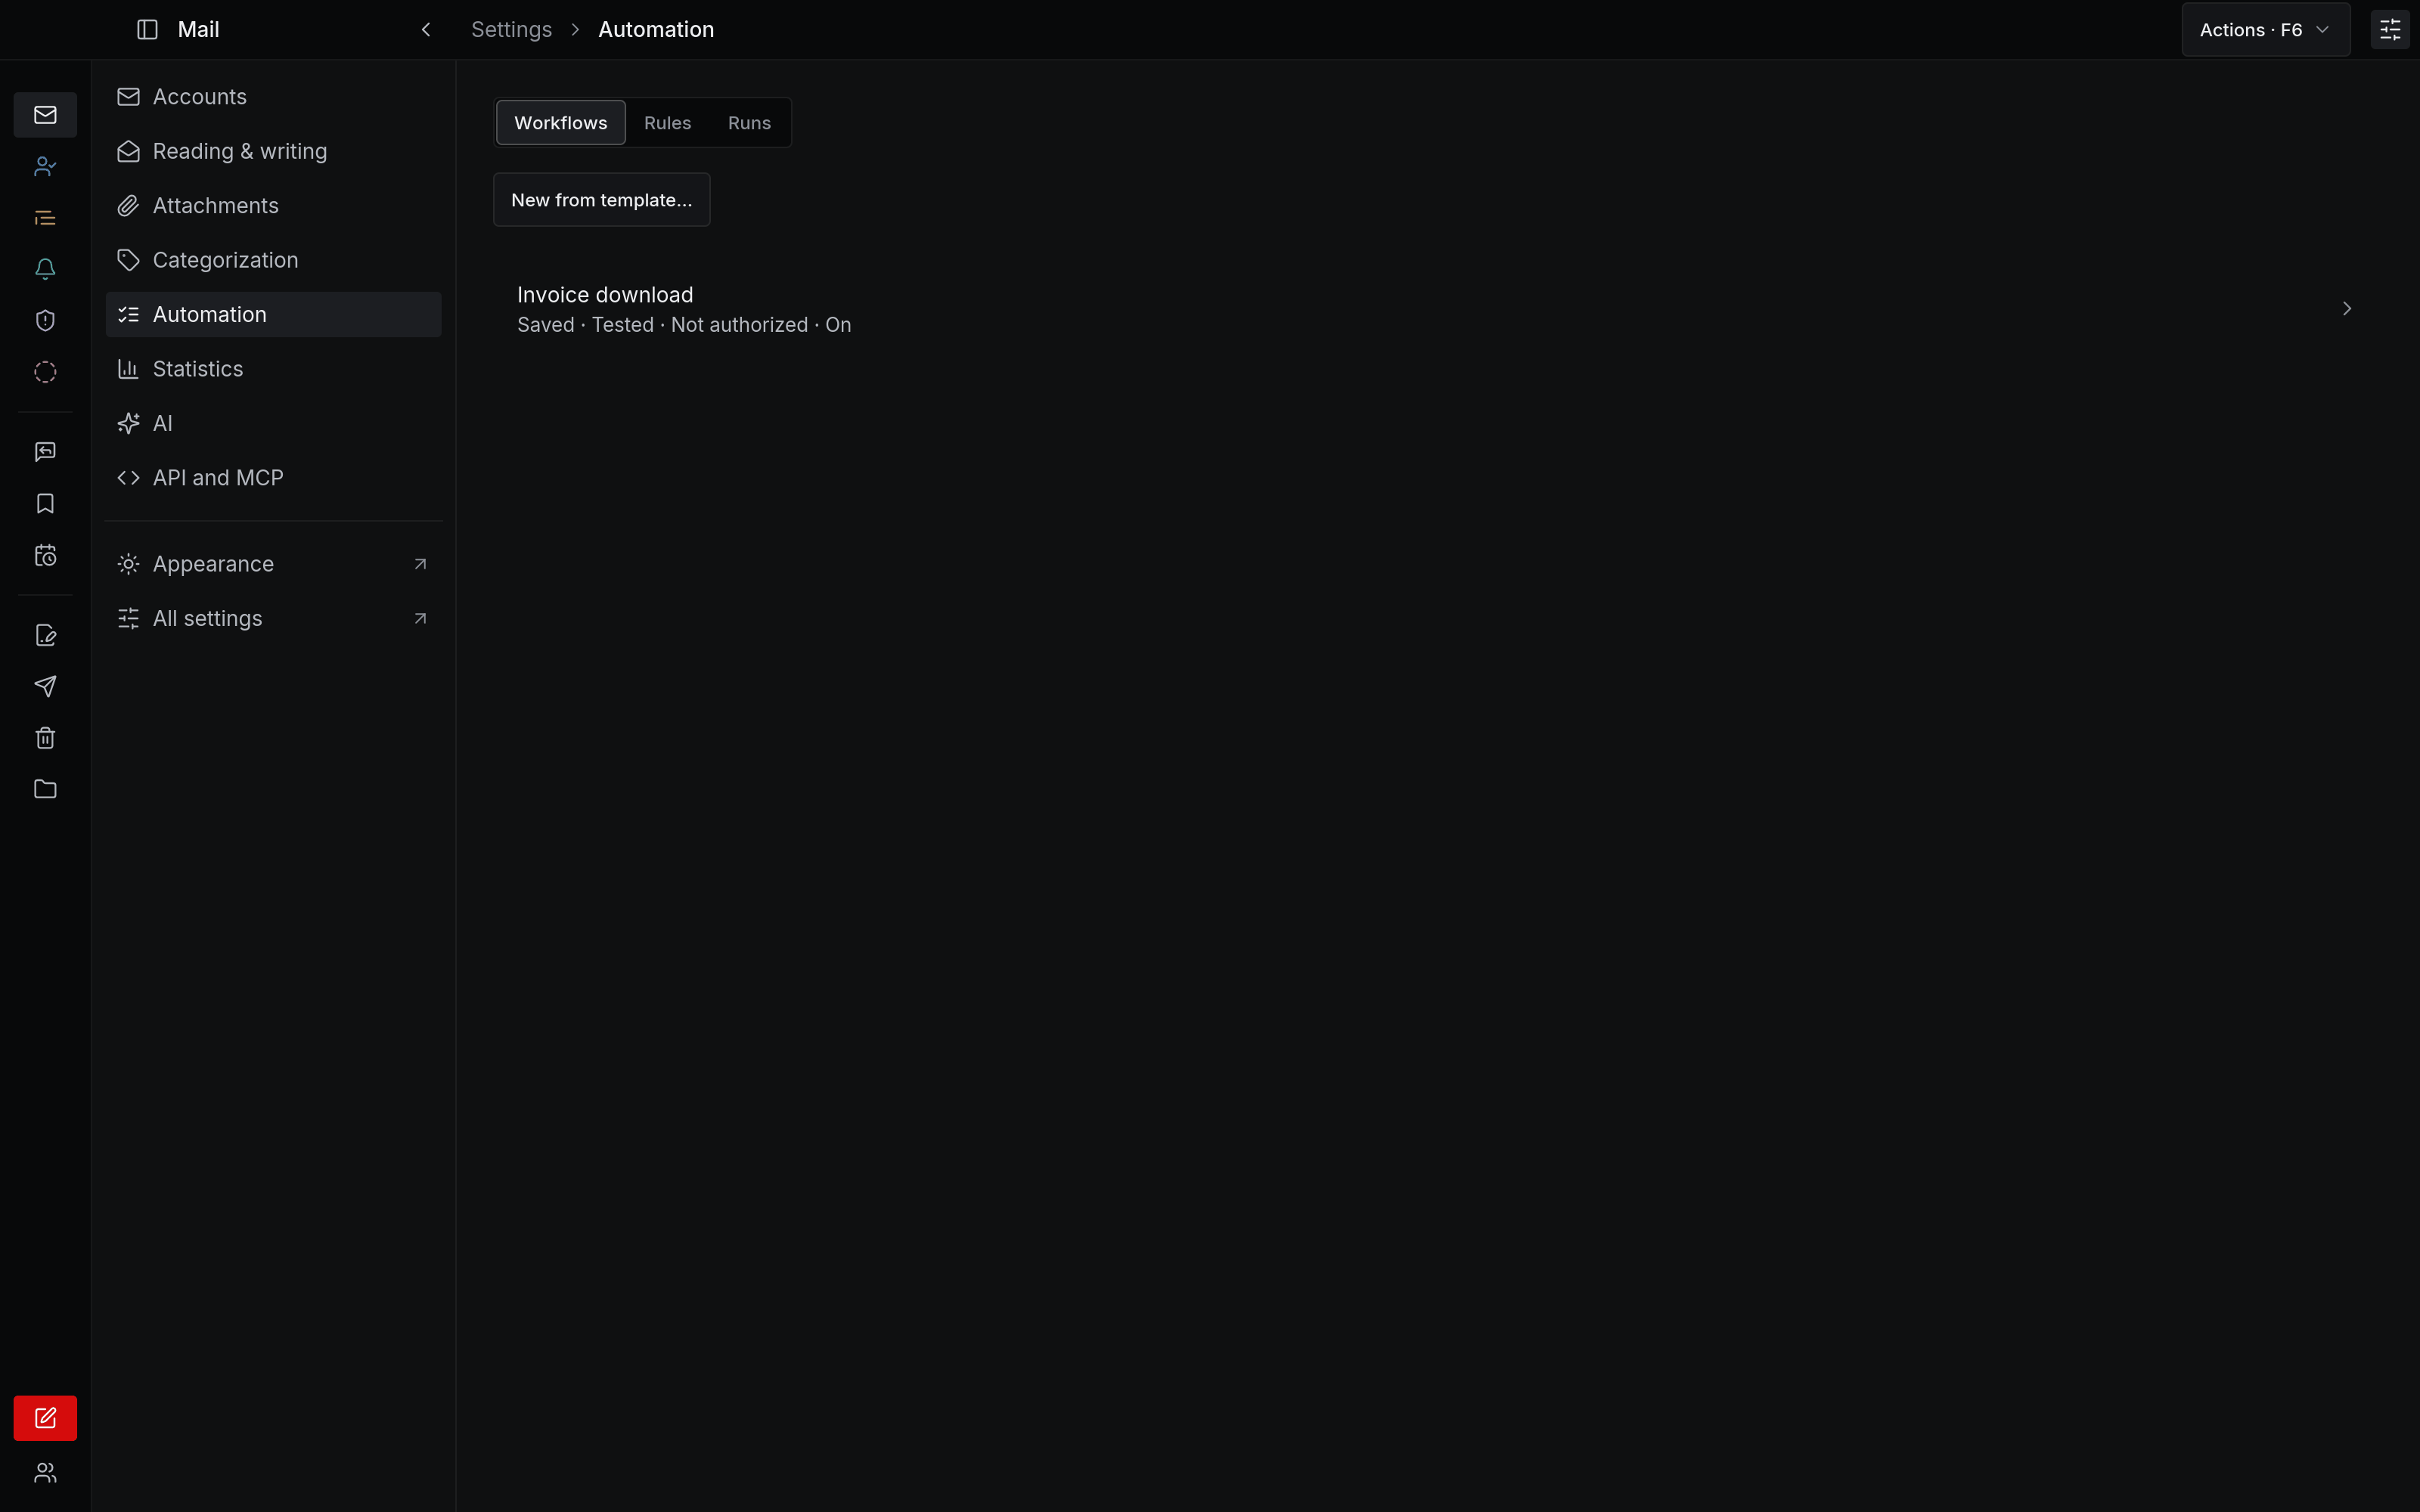 Mail
Settings
Automation
Actions · F6
Accounts
Reading & writing
Attachments
Categorization
Automation
Statistics
AI
API and MCP
Appearance
All settings
Workflows
Rules
Runs
New from template...
Invoice download
Saved · Tested · Not authorized · On